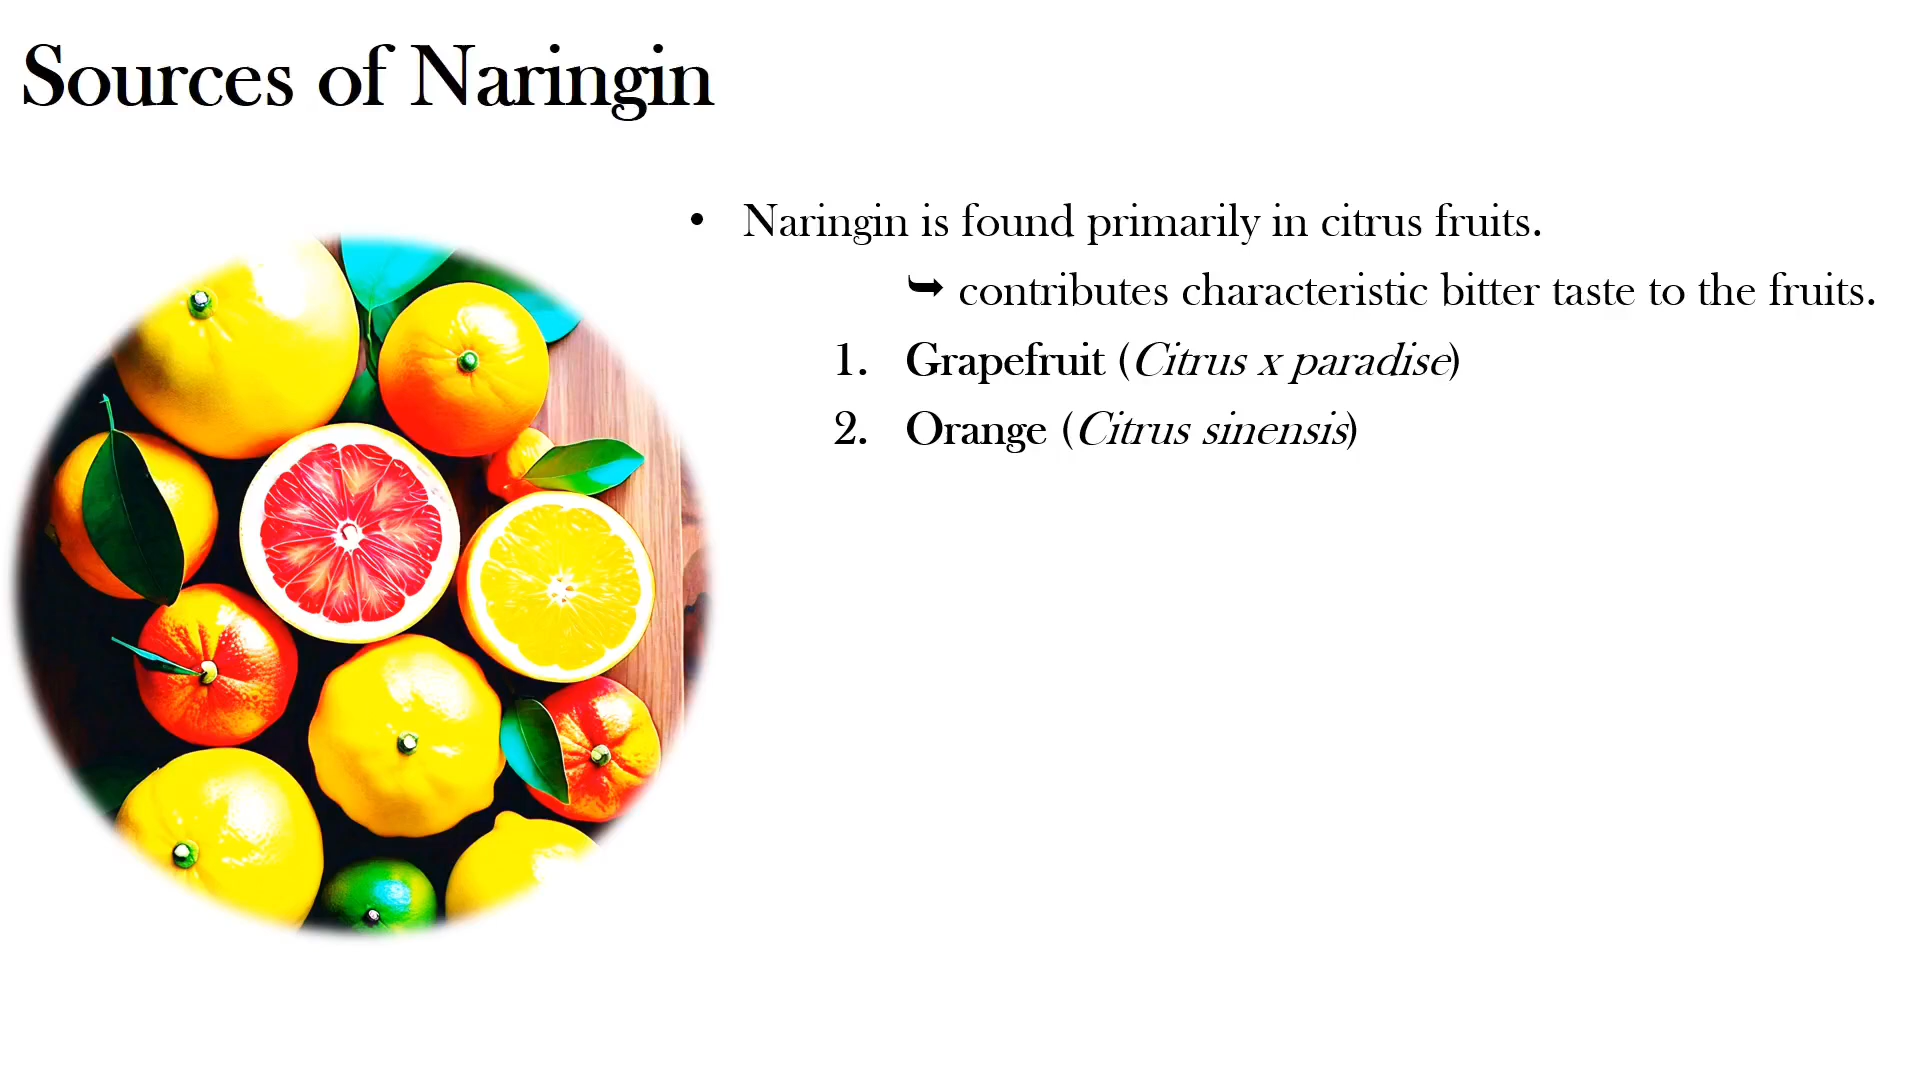 Sources of Naringin
• Naringin is found primarily in citrus fruits.
⮩ contributes characteristic bitter taste to the fruits.
1. Grapefruit (Citrus x paradise)
2. Orange (Citrus sinensis)